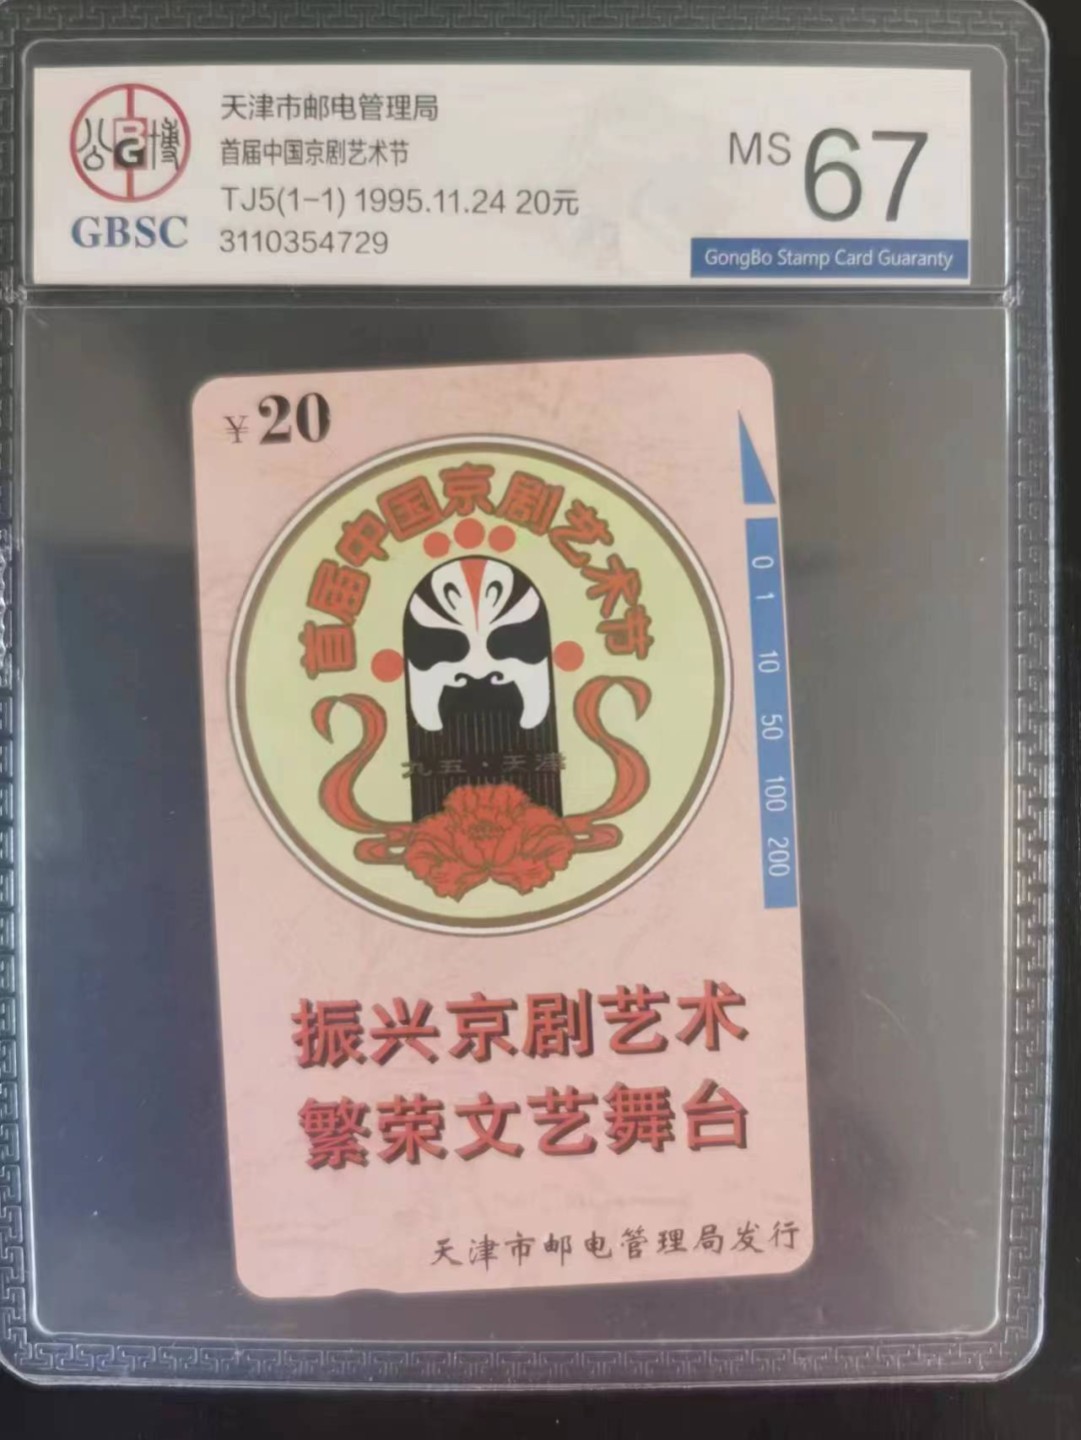 公博
BG
GBSC
天津市邮电管理局
首届中国京剧艺术节
TJ5(1-1) 1995.11.24 20元
3110354729
MS 67
GongBo Stamp Card Guaranty
¥20
首届中国京剧艺术节
九五·天津
0 1 10 50 100 200
振兴京剧艺术
繁荣文艺舞台
天津市邮电管理局发行